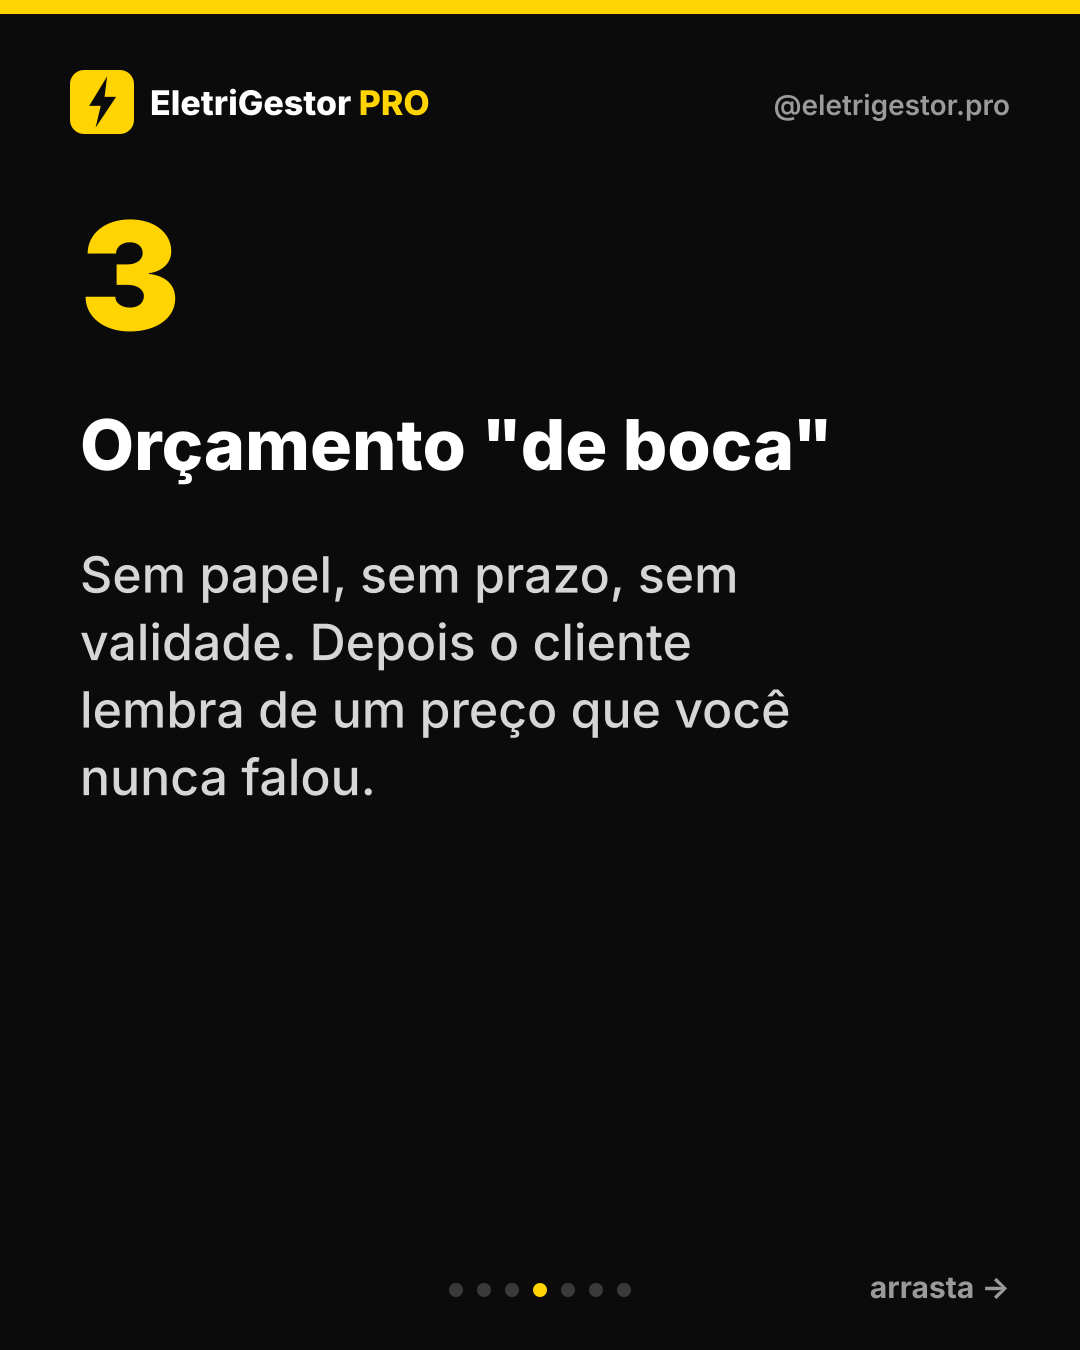 EletriGestor PRO
@eletrigestor.pro
3
Orçamento "de boca"
Sem papel, sem prazo, sem
validade. Depois o cliente
lembra de um preço que você
nunca falou.
arrasta →